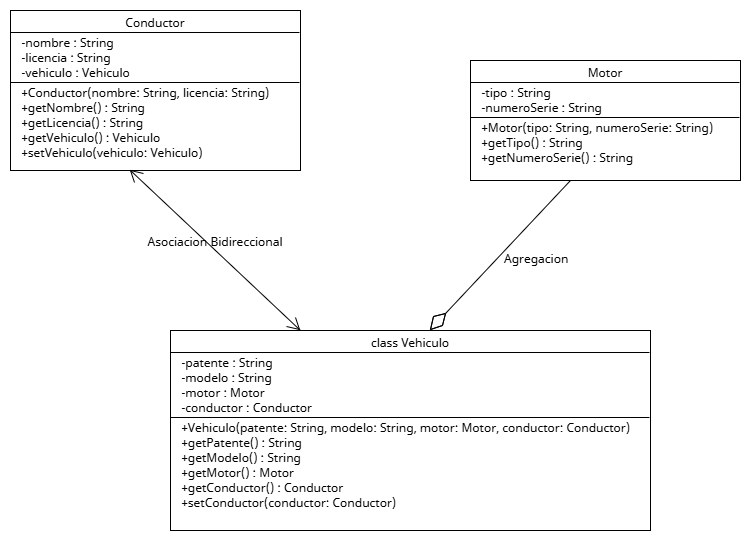 Conductor
-nombre : String
-licencia : String
-vehiculo : Vehiculo
+Conductor(nombre: String, licencia: String)
+getNombre() : String
+getLicencia() : String
+getVehiculo() : Vehiculo
+setVehiculo(vehiculo: Vehiculo)
Motor
-tipo : String
-numeroSerie : String
+Motor(tipo: String, numeroSerie: String)
+getTipo() : String
+getNumeroSerie() : String
Asociacion Bidireccional
Agregacion
class Vehiculo
-patente : String
-modelo : String
-motor : Motor
-conductor : Conductor
+Vehiculo(patente: String, modelo: String, motor: Motor, conductor: Conductor)
+getPatente() : String
+getModelo() : String
+getMotor() : Motor
+getConductor() : Conductor
+setConductor(conductor: Conductor)